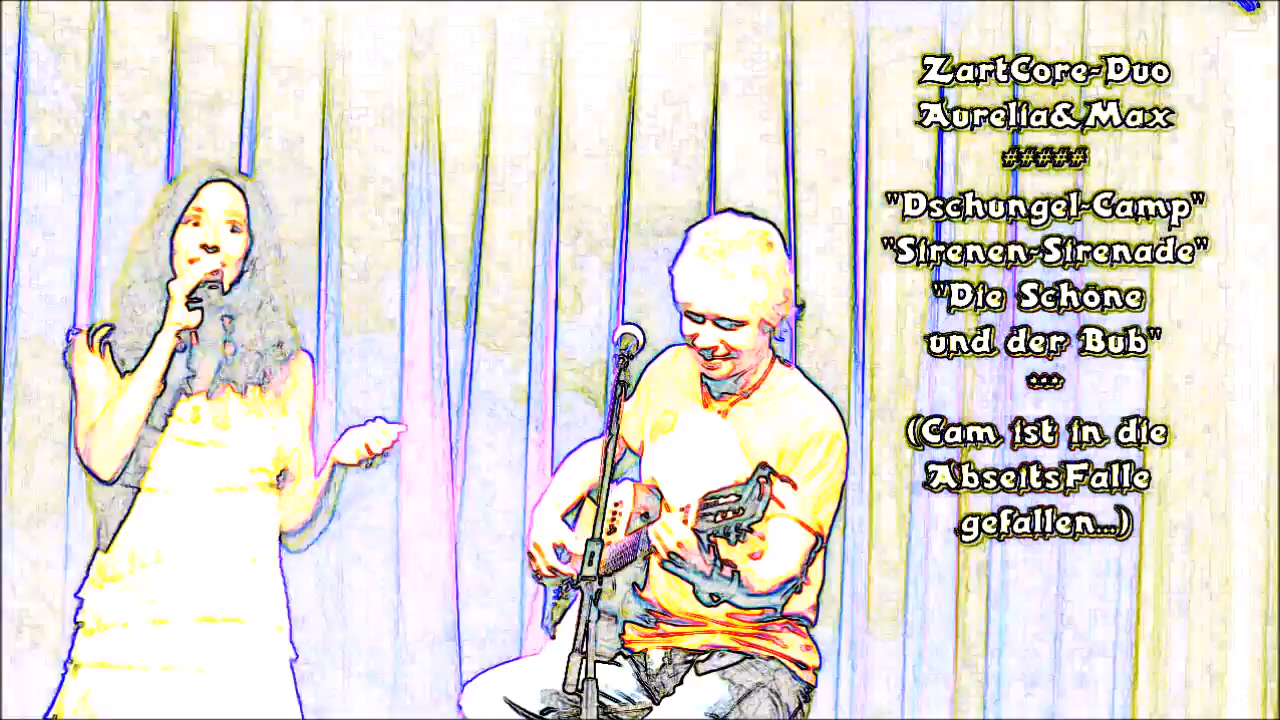 ZartCore-Duo
Aurelia&Max
#####
"Dschungel-Camp"
"Sirenen-Sirenade"
"Die Schöne
und der Bub"
***
(Cam ist in die
AbseitsFalle
gefallen...)